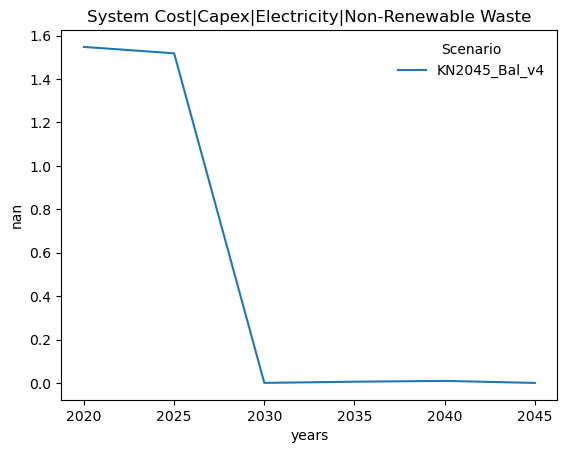 System Cost|Capex|Electricity|Non-Renewable Waste
Scenario
KN2045_Bal_v4
1.6
1.4
1.2
1.0
0.8
0.6
0.4
0.2
0.0
nan
2020 2025 2030 2035 2040 2045
years